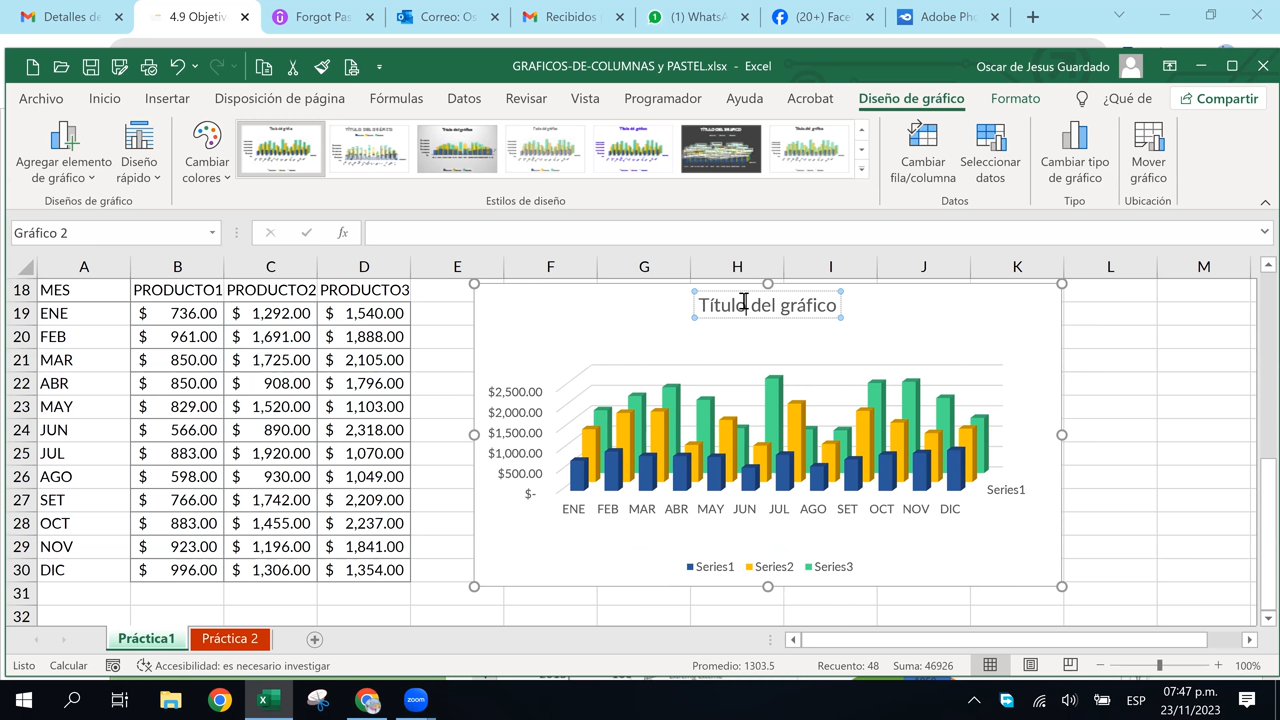 Detalles de
4.9 Objetiv
Forgot Pas
Correo: Os
Recibidos
(1) WhatsA
(20+) Face
Adobe Pho
GRAFICOS-DE-COLUMNAS y PASTEL.xlsx - Excel
Oscar de Jesus Guardado
Archivo Inicio Insertar Disposición de página Fórmulas Datos Revisar Vista Programador Ayuda Acrobat Diseño de gráfico Formato ¿Qué de Compartir
Agregar elemento de gráfico
Diseño rápido
Cambiar colores
Cambiar fila/columna
Seleccionar datos
Cambiar tipo de gráfico
Mover gráfico
Diseños de gráfico Estilos de diseño Datos Tipo Ubicación
Gráfico 2 fx
A B C D E F G H I J K L M
18 MES PRODUCTO1 PRODUCTO2 PRODUCTO3
19 ENE $ 736.00 $ 1,292.00 $ 1,540.00
20 FEB $ 961.00 $ 1,691.00 $ 1,888.00
21 MAR $ 850.00 $ 1,725.00 $ 2,105.00
22 ABR $ 850.00 $ 908.00 $ 1,796.00
23 MAY $ 829.00 $ 1,520.00 $ 1,103.00
24 JUN $ 566.00 $ 890.00 $ 2,318.00
25 JUL $ 883.00 $ 1,920.00 $ 1,070.00
26 AGO $ 598.00 $ 930.00 $ 1,049.00
27 SET $ 766.00 $ 1,742.00 $ 2,209.00
28 OCT $ 883.00 $ 1,455.00 $ 2,237.00
29 NOV $ 923.00 $ 1,196.00 $ 1,841.00
30 DIC $ 996.00 $ 1,306.00 $ 1,354.00
31
32
Título del gráfico
$2,500.00
$2,000.00
$1,500.00
$1,000.00
$500.00
$-
Series1
ENE FEB MAR ABR MAY JUN JUL AGO SET OCT NOV DIC
Series1 Series2 Series3
Práctica1 Práctica 2
Listo Calcular Accesibilidad: es necesario investigar Promedio: 1303.5 Recuento: 48 Suma: 46926 100%
zoom
ESP
07:47 p.m.
23/11/2023